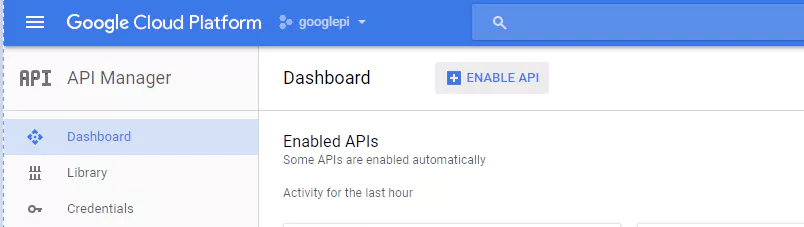 Google Cloud Platform googlepi
API API Manager
Dashboard ENABLE API
Dashboard
Library
Credentials
Enabled APIs
Some APIs are enabled automatically
Activity for the last hour